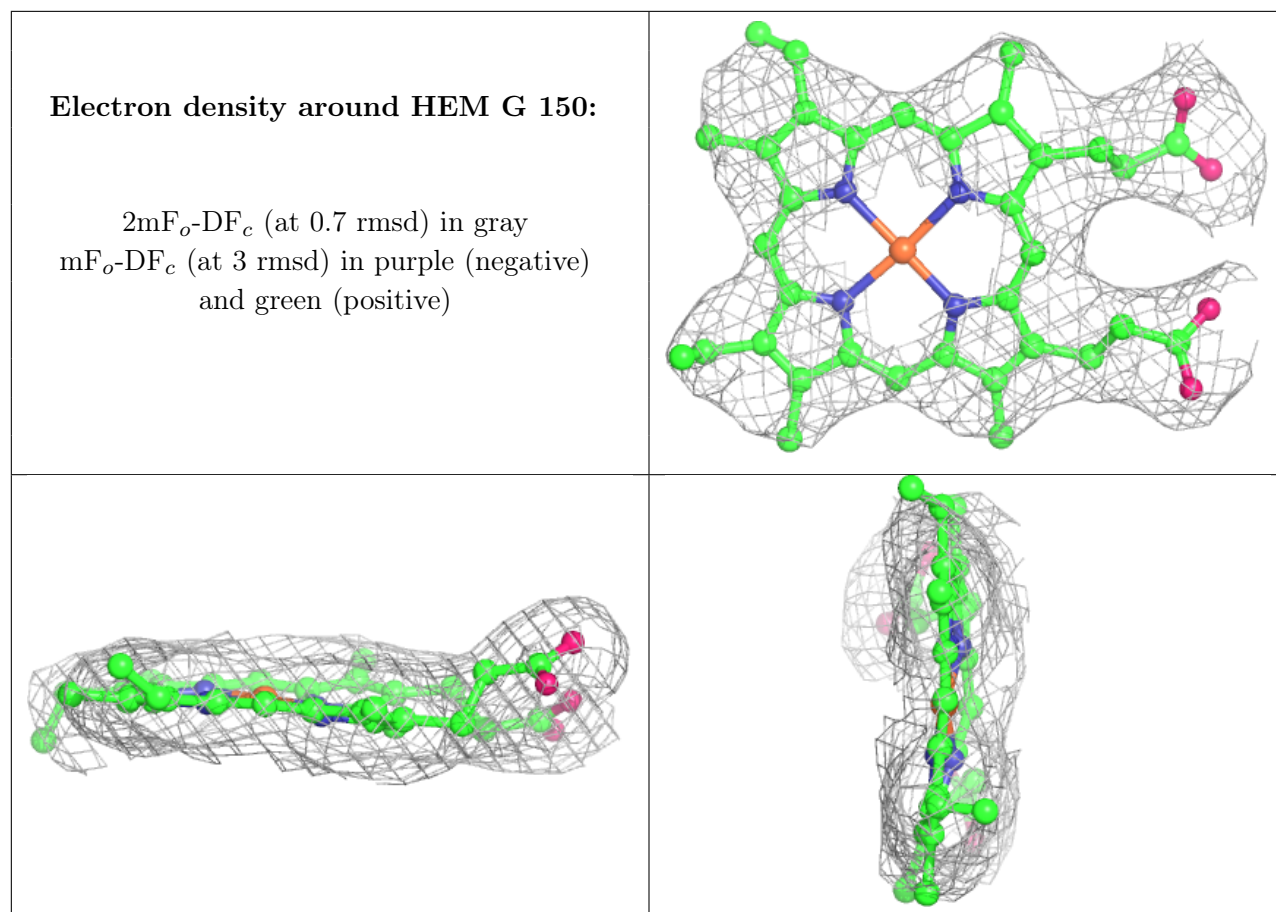 Electron density around HEM G 150:
2mFₒ-DF𝒸 (at 0.7 rmsd) in gray
mFₒ-DF𝒸 (at 3 rmsd) in purple (negative)
and green (positive)